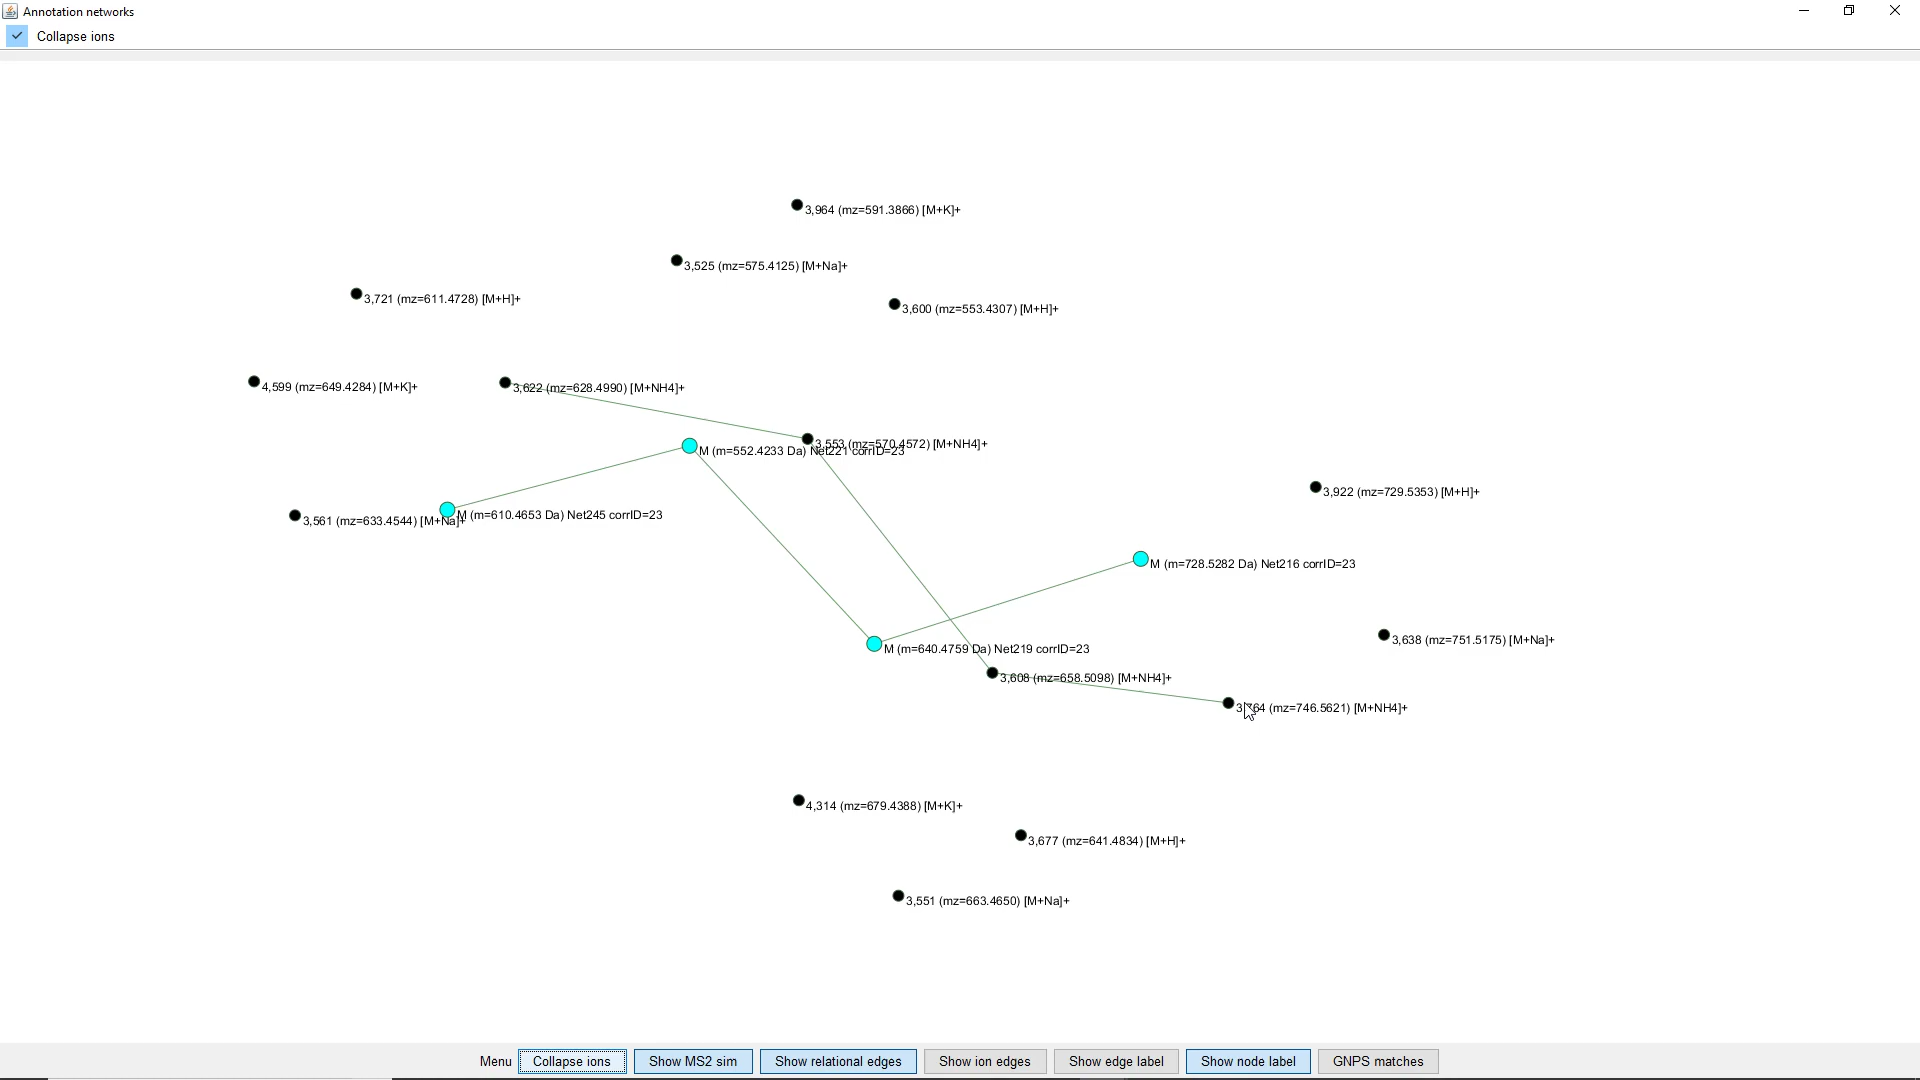 Annotation networks
Collapse ions
3,964 (mz=591.3866) [M+K]+
3,525 (mz=575.4125) [M+Na]+
3,721 (mz=611.4728) [M+H]+
3,600 (mz=553.4307) [M+H]+
4,599 (mz=649.4284) [M+K]+
3,622 (mz=628.4990) [M+NH4]+
3,553 (mz=570.4572) [M+NH4]+
M (m=552.4233 Da) Net221 corrID=23
3,922 (mz=729.5353) [M+H]+
M (m=610.4653 Da) Net245 corrID=23
3,561 (mz=633.4544) [M+Na]+
M (m=728.5282 Da) Net216 corrID=23
3,638 (mz=751.5175) [M+Na]+
M (m=640.4759 Da) Net219 corrID=23
3,608 (mz=658.5098) [M+NH4]+
3,764 (mz=746.5621) [M+NH4]+
4,314 (mz=679.4388) [M+K]+
3,677 (mz=641.4834) [M+H]+
3,551 (mz=663.4650) [M+Na]+
Menu Collapse ions Show MS2 sim Show relational edges Show ion edges Show edge label Show node label GNPS matches